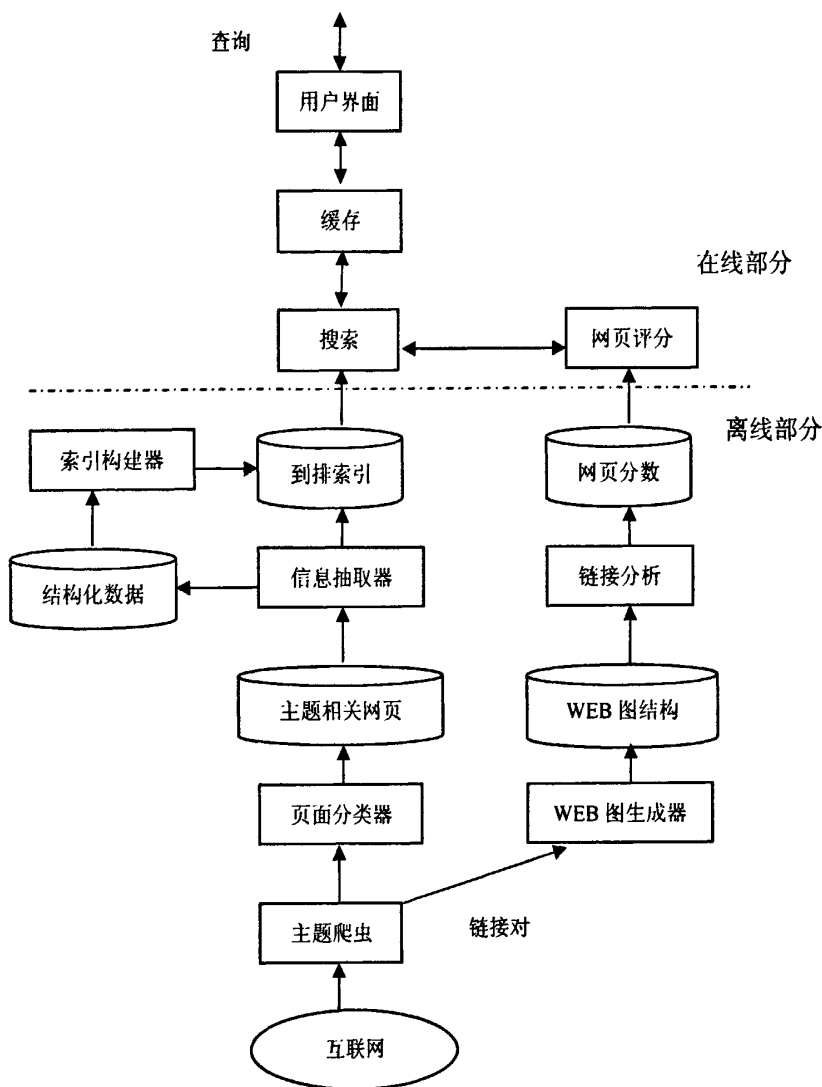 查询
用户界面
缓存
在线部分
搜索
网页评分
离线部分
索引构建器
到排索引
网页分数
结构化数据
信息抽取器
链接分析
主题相关网页
WEB 图结构
页面分类器
WEB 图生成器
主题爬虫
链接对
互联网